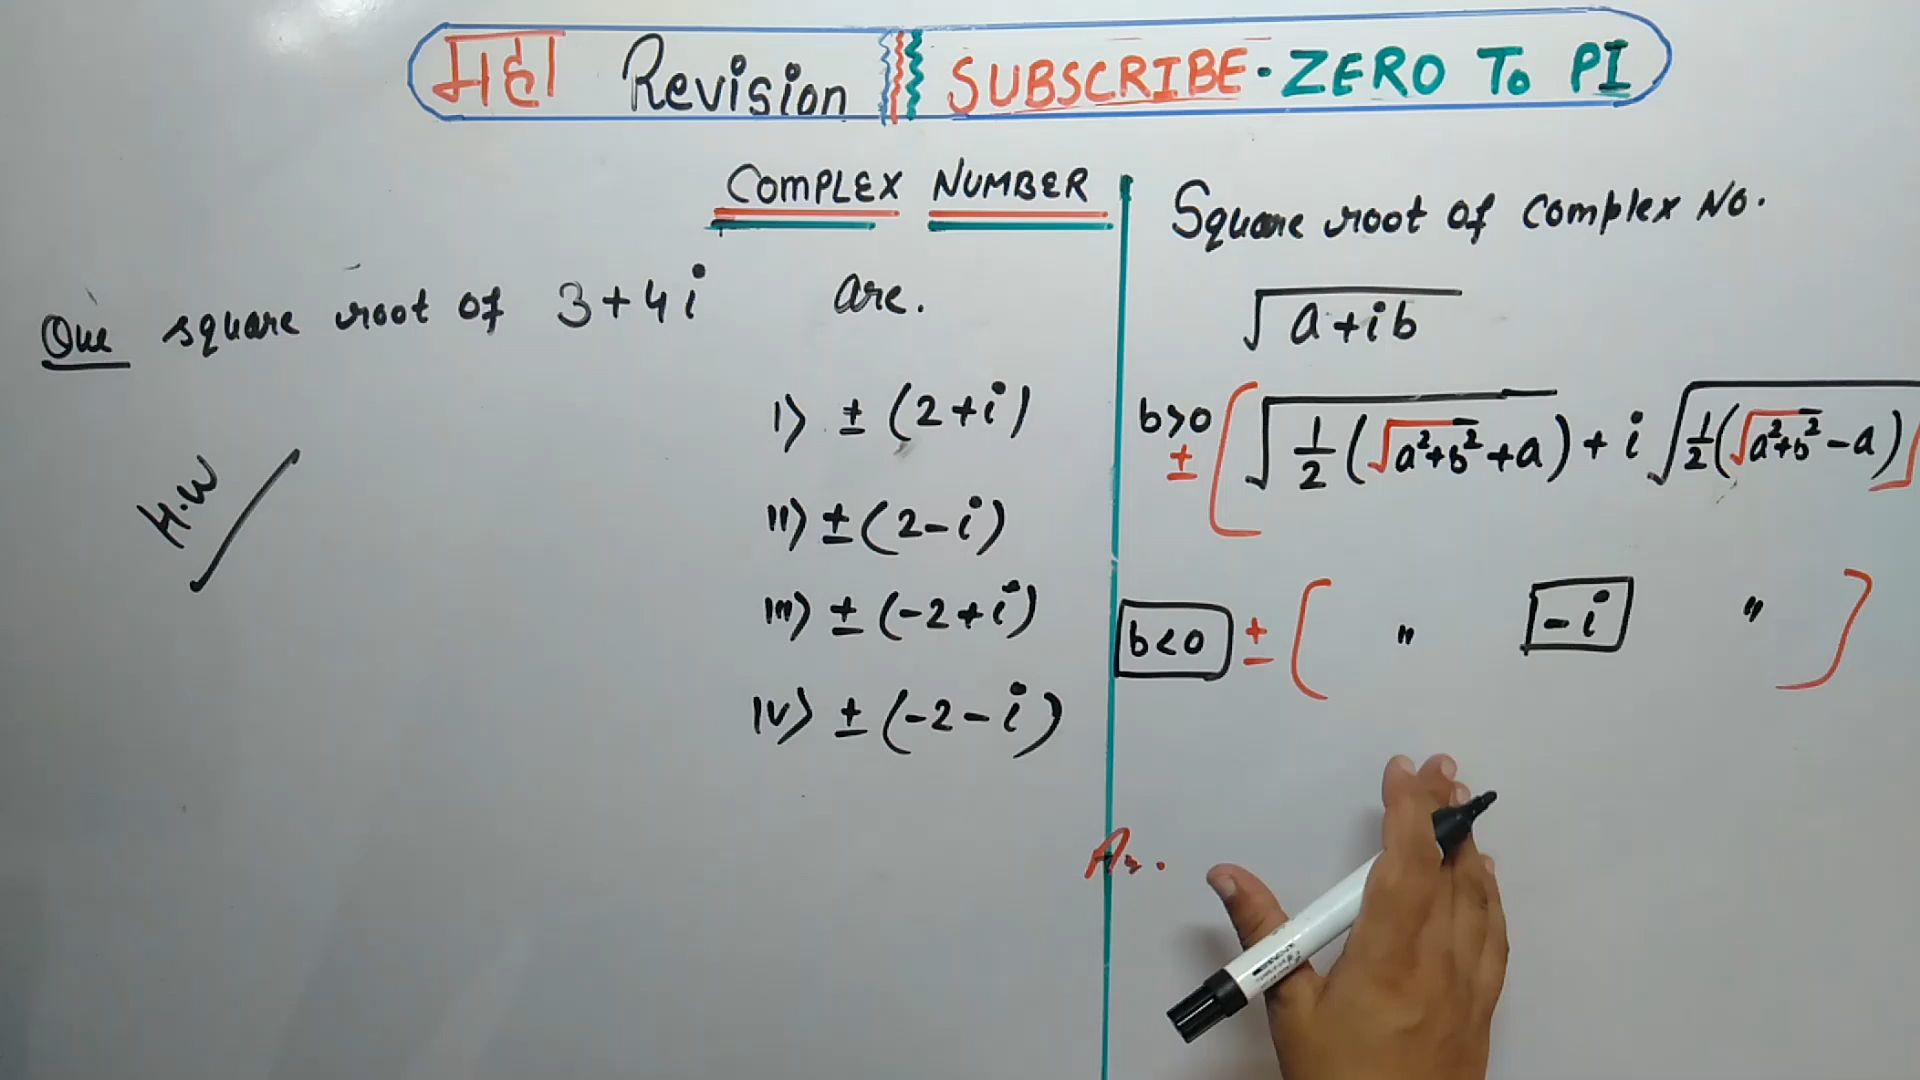 महा Revision SUBSCRIBE·ZERO To PI
COMPLEX NUMBER
Que square root of 3+4i are.
I) ± (2+i)
II) ± (2-i)
III) ± (-2+i)
IV) ± (-2-i)
H.W
Square root of complex No.
√(a+ib)
b>0 ± [√(1/2(√(a²+b²)+a)) + i√(1/2(√(a²+b²)-a))]
b<0 ± [ " -i " ]